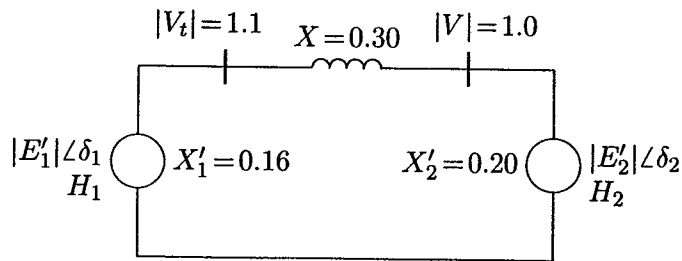 |V_t|=1.1
X=0.30
|V|=1.0
|E′_1|∠δ_1
H_1
X′_1=0.16
X′_2=0.20
|E′_2|∠δ_2
H_2